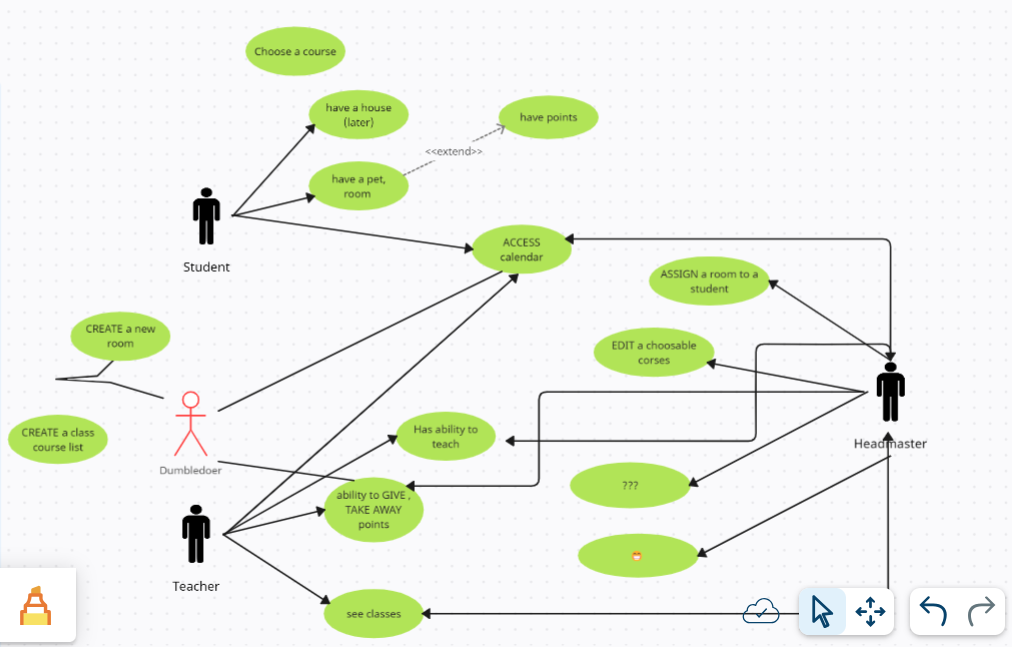 Choose a course
have a house
(later)
have points
<<extend>>
have a pet,
room
Student
ACCESS
calendar
ASSIGN a room to a
student
CREATE a new
room
EDIT a choosable
corses
CREATE a class
course list
Dumbledoer
Has ability to
teach
Headmaster
???
ability to GIVE ,
TAKE AWAY
points
Teacher
see classes